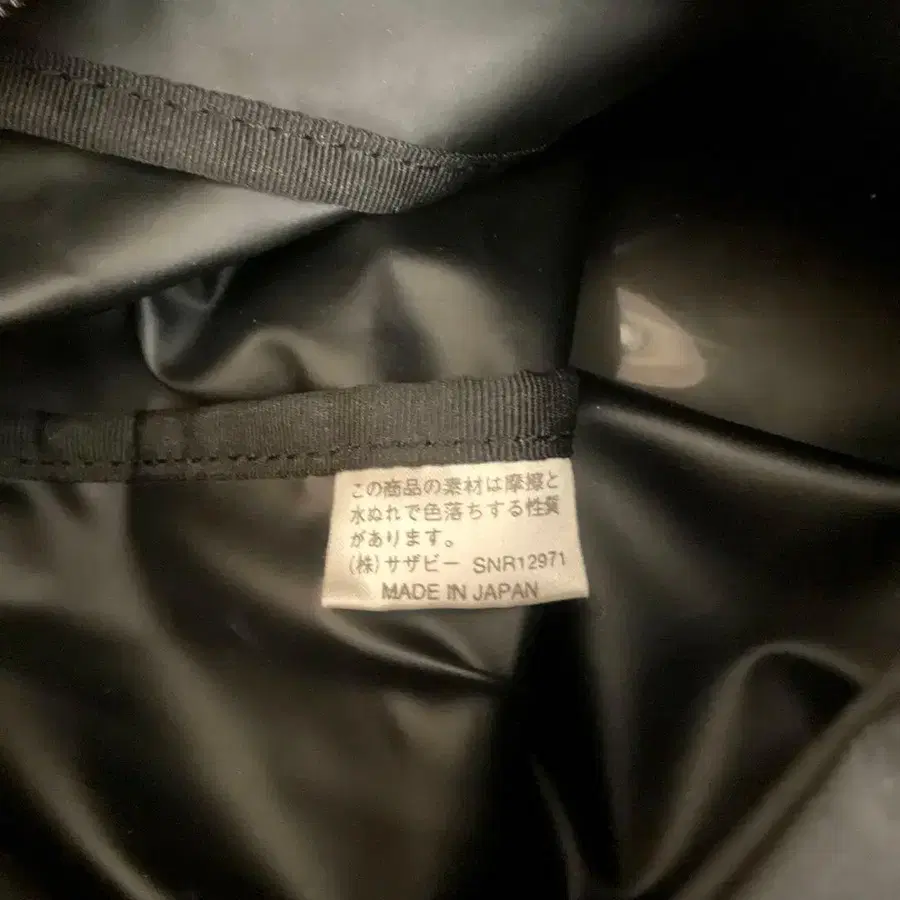 この商品の素材は摩擦と
水ぬれで色落ちする性質
があります。
(株)サザビー SNR12971
MADE IN JAPAN